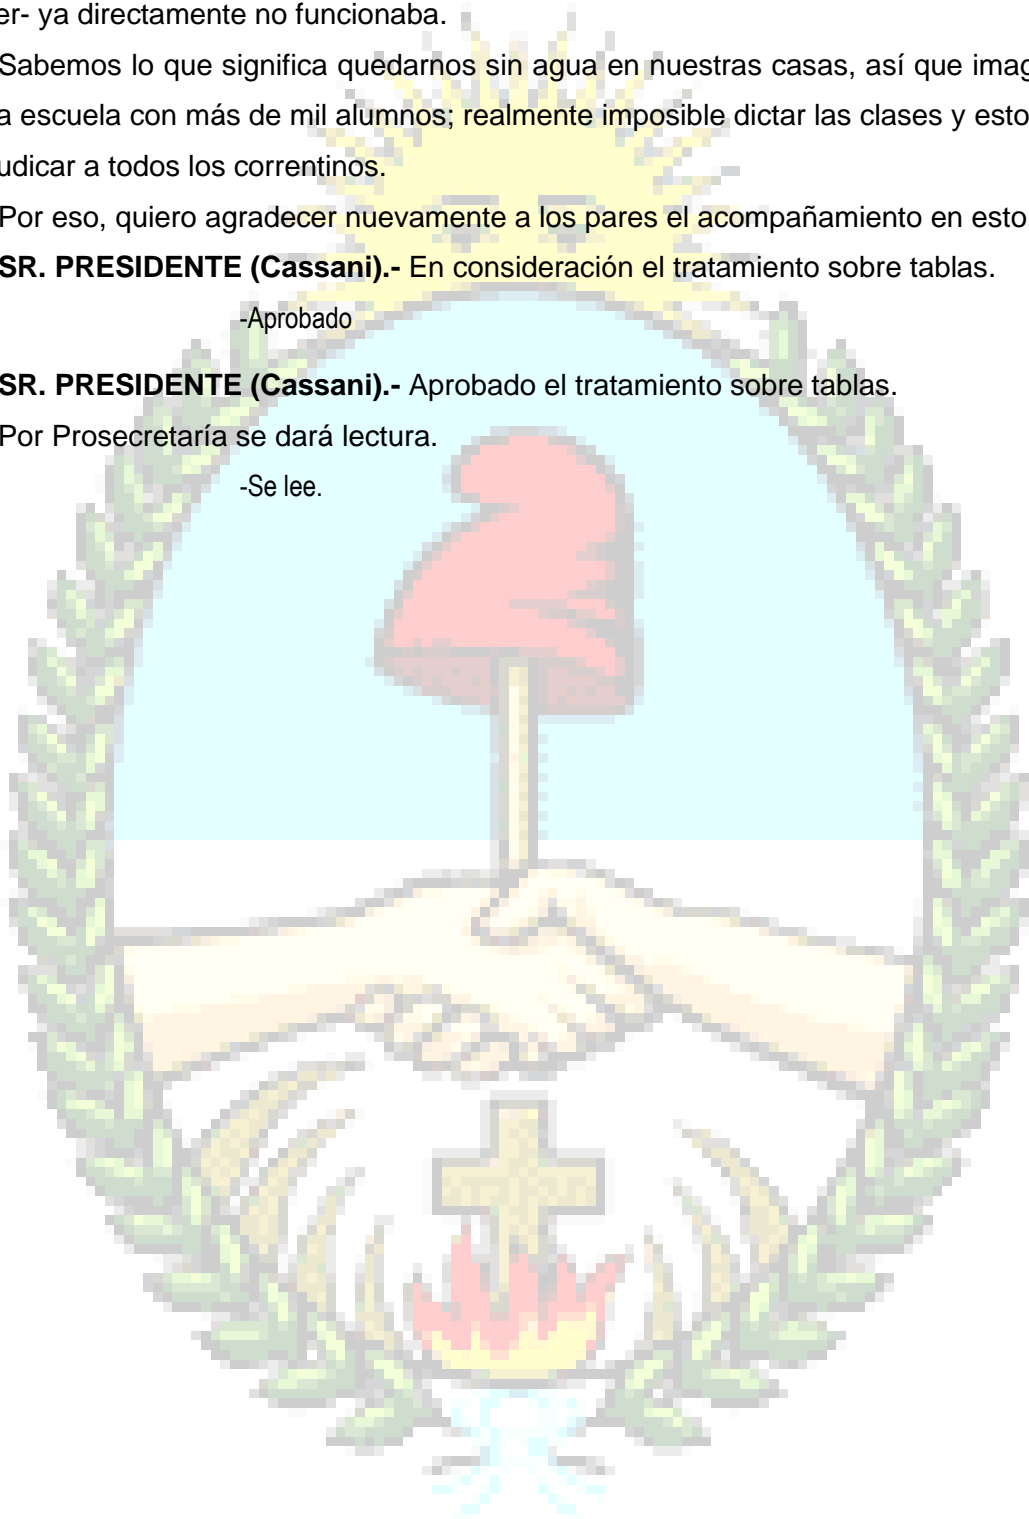 er- ya directamente no funcionaba.
Sabemos lo que significa quedarnos sin agua en nuestras casas, así que imag
a escuela con más de mil alumnos; realmente imposible dictar las clases y esto
udicar a todos los correntinos.
Por eso, quiero agradecer nuevamente a los pares el acompañamiento en esto
SR. PRESIDENTE (Cassani).- En consideración el tratamiento sobre tablas.
-Aprobado
SR. PRESIDENTE (Cassani).- Aprobado el tratamiento sobre tablas.
Por Prosecretaría se dará lectura.
-Se lee.